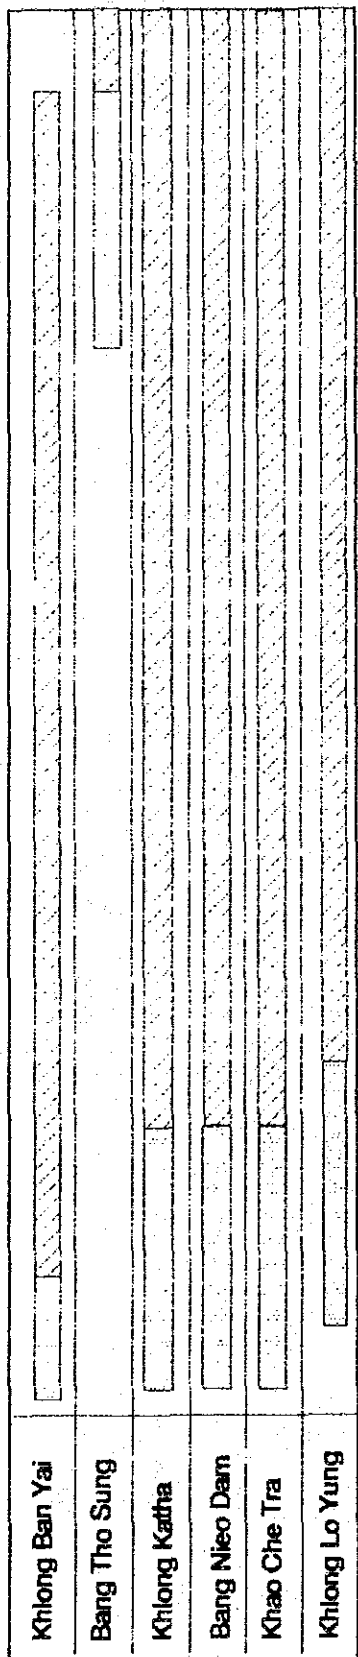 Khlong Ban Yai
Bang Tho Sung
Khlong Katha
Bang Nieo Dam
Khao Che Tra
Khlong Lo Yung